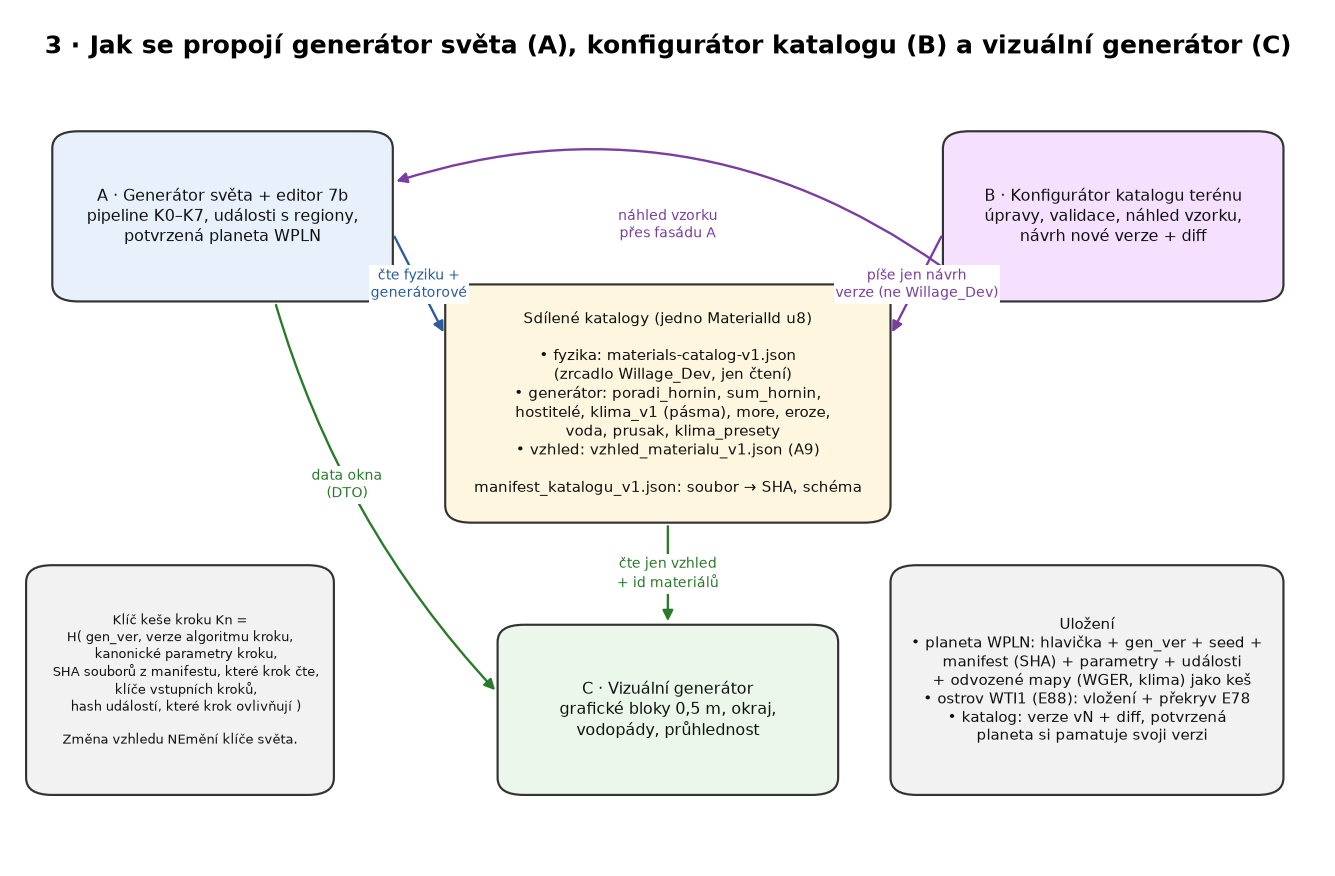 3 · Jak se propojí generátor světa (A), konfigurátor katalogu (B) a vizuální generátor (C)
A · Generátor světa + editor 7b
pipeline K0–K7, události s regiony,
potvrzená planeta WPLN
náhled vzorku
přes fasádu A
B · Konfigurátor katalogu terénu
úpravy, validace, náhled vzorku,
návrh nové verze + diff
čte fyziku +
generátorové
píše jen návrh
verze (ne Willage_Dev)
Sdílené katalogy (jedno MaterialId u8)
• fyzika: materials-catalog-v1.json
(zrcadlo Willage_Dev, jen čtení)
• generátor: poradi_hornin, sum_hornin,
hostitelé, klima_v1 (pásma), more, eroze,
voda, prusak, klima_presety
• vzhled: vzhled_materialu_v1.json (A9)
manifest_katalogu_v1.json: soubor → SHA, schéma
data okna
(DTO)
čte jen vzhled
+ id materiálů
Klíč keše kroku Kn =
H( gen_ver, verze algoritmu kroku,
kanonické parametry kroku,
SHA souborů z manifestu, které krok čte,
klíče vstupních kroků,
hash událostí, které krok ovlivňují )
Změna vzhledu NEmění klíče světa.
C · Vizuální generátor
grafické bloky 0,5 m, okraj,
vodopády, průhlednost
Uložení
• planeta WPLN: hlavička + gen_ver + seed +
manifest (SHA) + parametry + události
+ odvozené mapy (WGER, klima) jako keš
• ostrov WTI1 (E88): vložení + překryv E78
• katalog: verze vN + diff, potvrzená
planeta si pamatuje svoji verzi